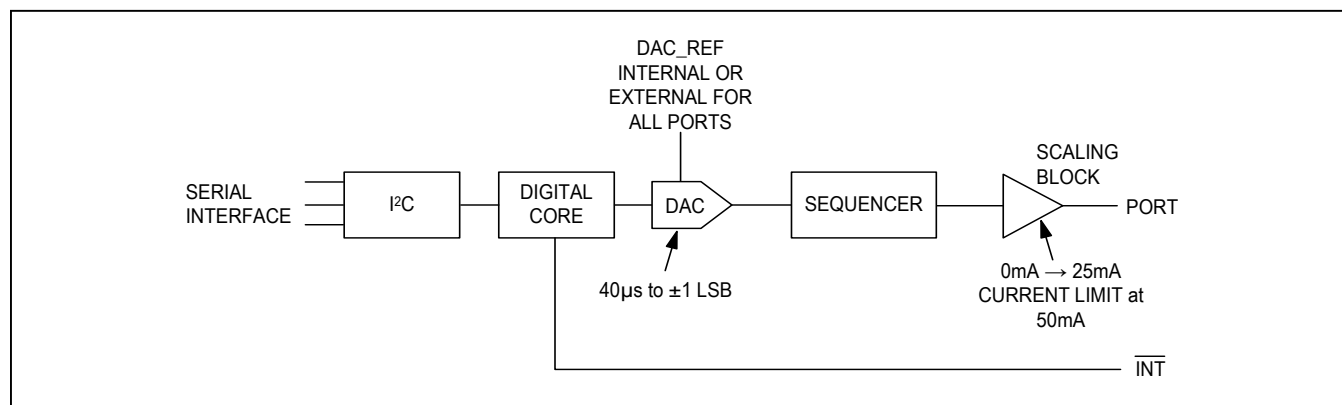 DAC_REF
INTERNAL OR
EXTERNAL FOR
ALL PORTS
SERIAL
INTERFACE
I²C
DIGITAL
CORE
DAC
SEQUENCER
SCALING
BLOCK
PORT
40µs to ±1 LSB
0mA → 25mA
CURRENT LIMIT at
50mA
INT